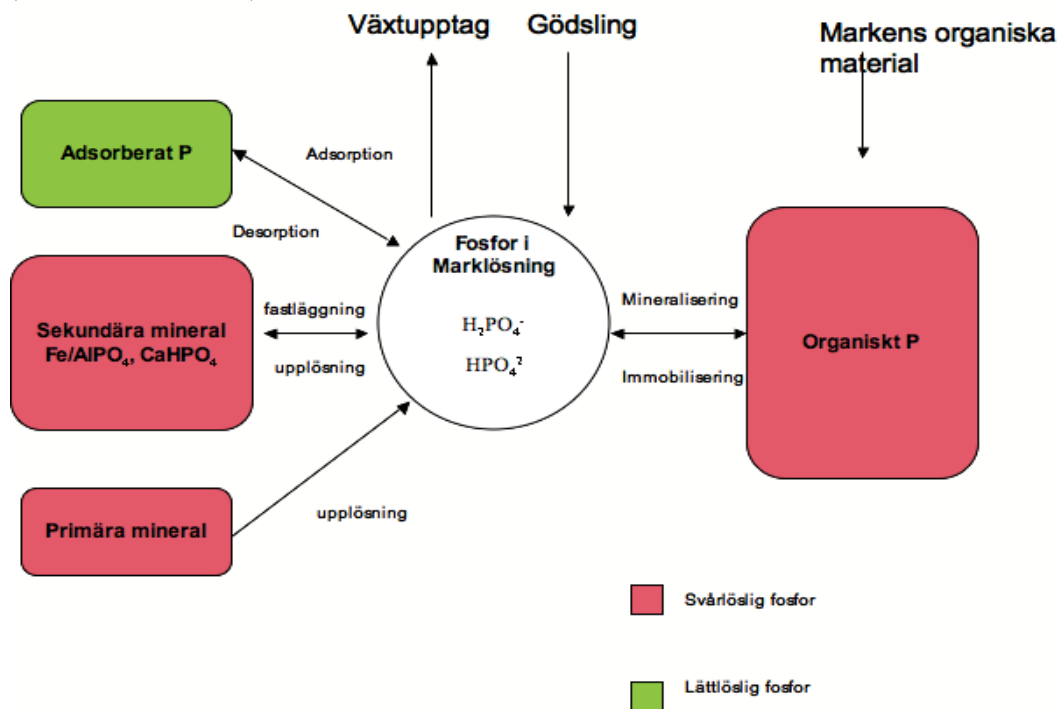 Växtupptag
Gödsling
Markens organiska
material
Adsorberat P
Adsorption
Desorption
Fosfor i
Marklösning
H₂PO₄⁻
HPO₄²
Sekundära mineral
Fe/AlPO₄, CaHPO₄
fastläggning
upplösning
Mineralisering
Immobilisering
Organiskt P
Primära mineral
upplösning
Svårlöslig fosfor
Lättlöslig fosfor